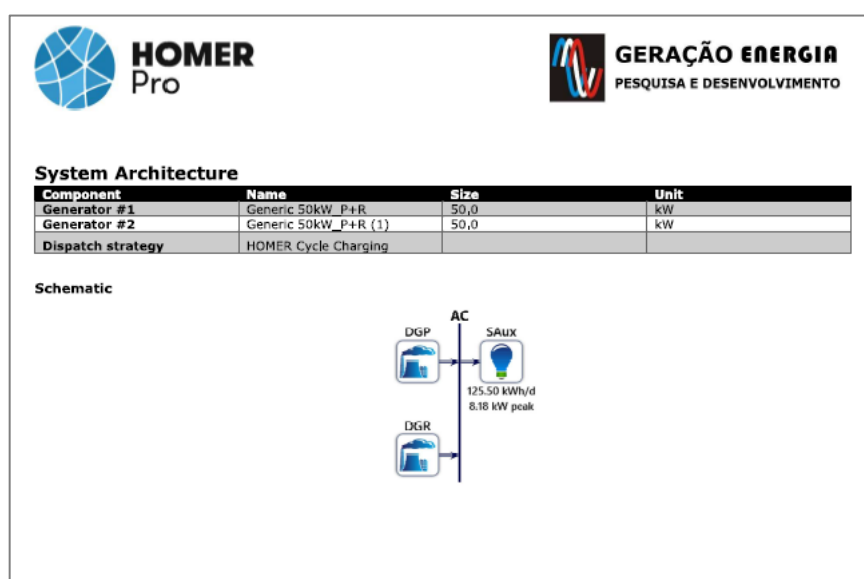 HOMER
Pro
GERAÇÃO ENERGIA
PESQUISA E DESENVOLVIMENTO
System Architecture
Component Name Size Unit
Generator #1 Generic 50kW_P+R 50,0 kW
Generator #2 Generic 50kW_P+R (1) 50,0 kW
Dispatch strategy HOMER Cycle Charging
Schematic
AC
DGP SAux
125.50 kWh/d
8.18 kW peak
DGR